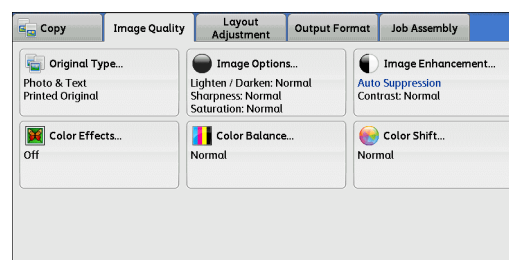 Copy
Image Quality
Layout
Adjustment
Output Format
Job Assembly
Original Type...
Photo & Text
Printed Original
Image Options...
Lighten / Darken: Normal
Sharpness: Normal
Saturation: Normal
Image Enhancement...
Auto Suppression
Contrast: Normal
Color Effects...
Off
Color Balance...
Normal
Color Shift...
Normal